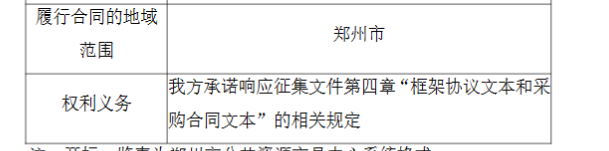 履行合同的地域
范围
郑州市
权利义务
我方承诺响应征集文件第四章“框架协议文本和采
购合同文本”的相关规定